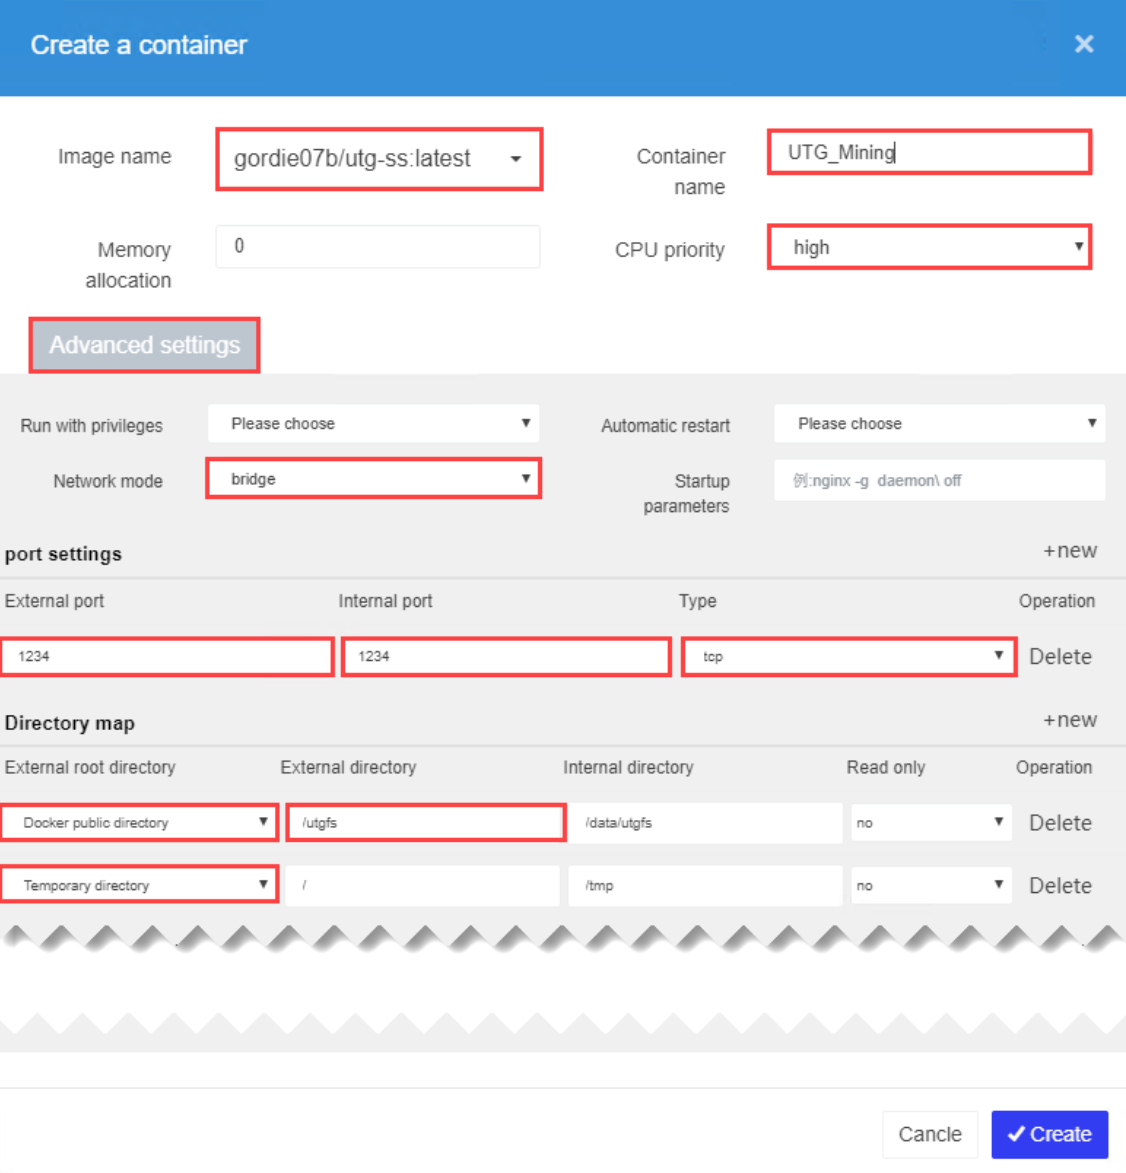 Create a container
Image name
gordie07b/utg-ss:latest
Container
name
UTG_Mining
Memory
allocation
0
CPU priority
high
Advanced settings
Run with privileges
Please choose
Automatic restart
Please choose
Network mode
bridge
Startup
parameters
例:nginx -g daemon\ off
port settings
+new
External port
Internal port
Type
Operation
1234
1234
tcp
Delete
Directory map
+new
External root directory
External directory
Internal directory
Read only
Operation
Docker public directory
/utgfs
/data/utgfs
no
Delete
Temporary directory
/
/tmp
no
Delete
Cancle
Create